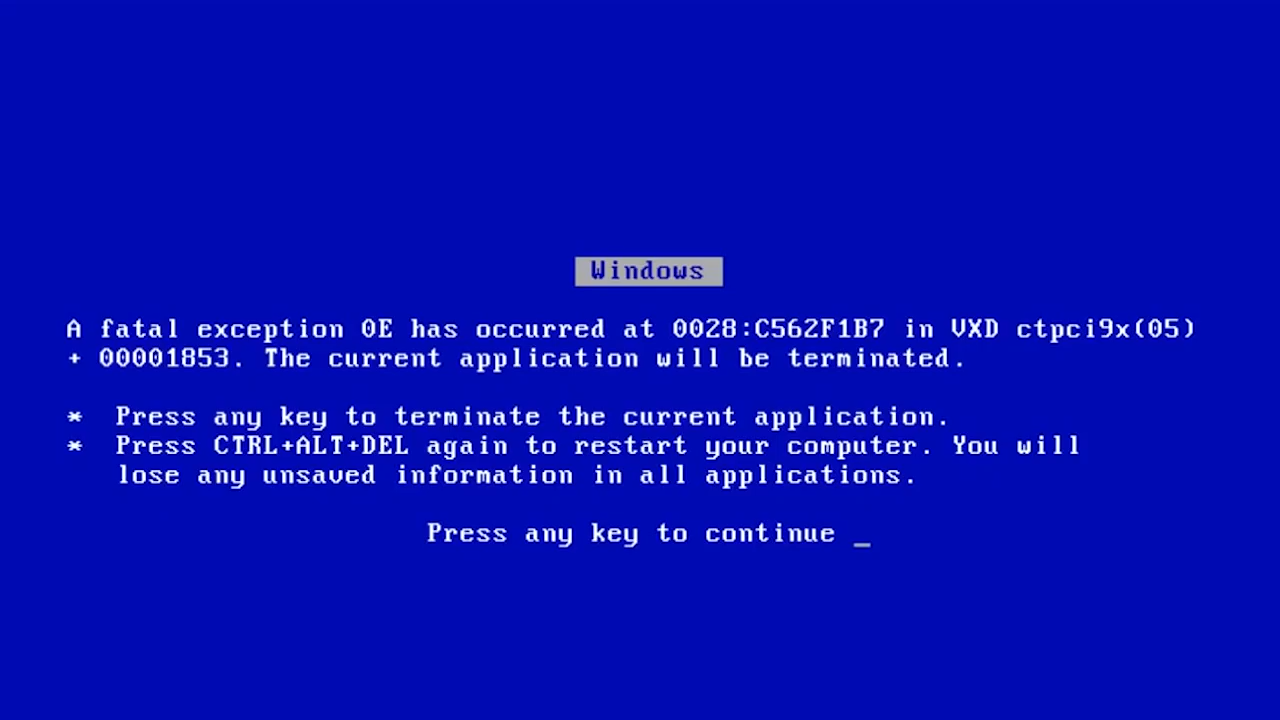 Windows
A fatal exception 0E has occurred at 0028:C562F1B7 in VXD ctpci9x(05)
+ 00001853. The current application will be terminated.
* Press any key to terminate the current application.
* Press CTRL+ALT+DEL again to restart your computer. You will
lose any unsaved information in all applications.
Press any key to continue _